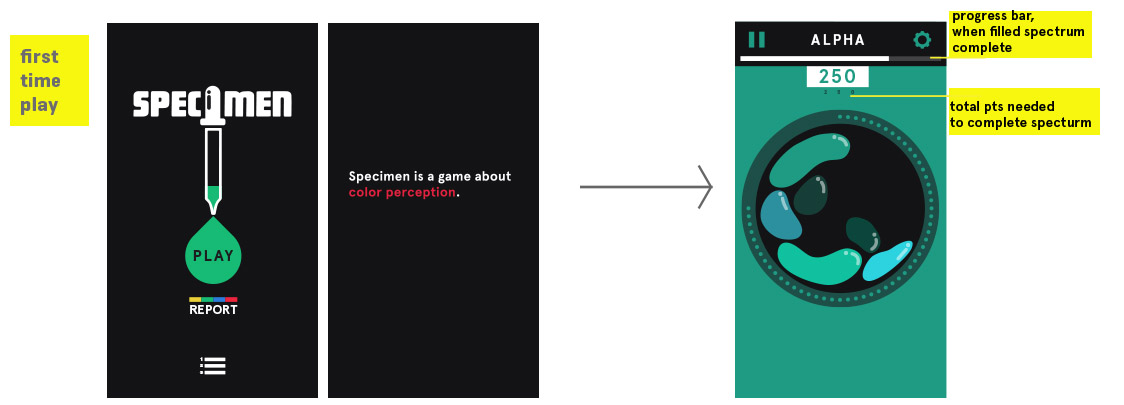 first
time
play
SPECIMEN
PLAY
REPORT
Specimen is a game about
color perception.
ALPHA
250
progress bar,
when filled spectrum
complete
total pts needed
to complete specturm